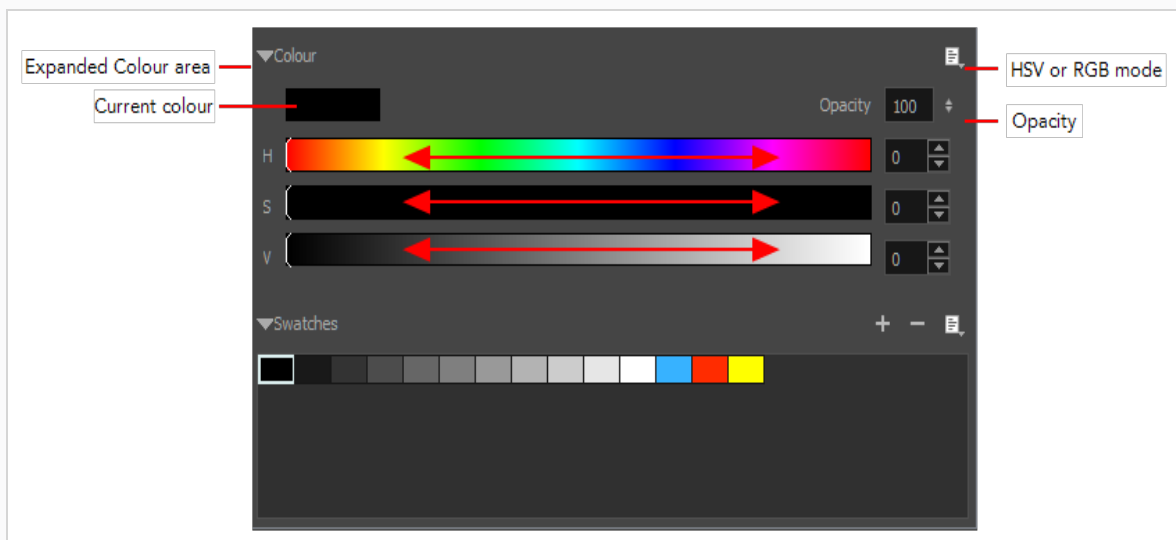 Colour
Expanded Colour area
HSV or RGB mode
Current colour
Opacity 100
Opacity
H 0
S 0
V 0
Swatches